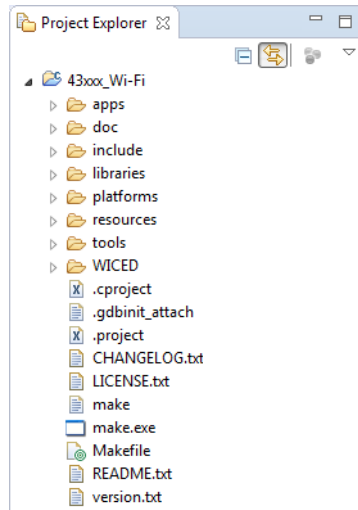 Project Explorer
43xxx_Wi-Fi
apps
doc
include
libraries
platforms
resources
tools
WICED
.cproject
.gdbinit_attach
.project
CHANGELOG.txt
LICENSE.txt
make
make.exe
Makefile
README.txt
version.txt